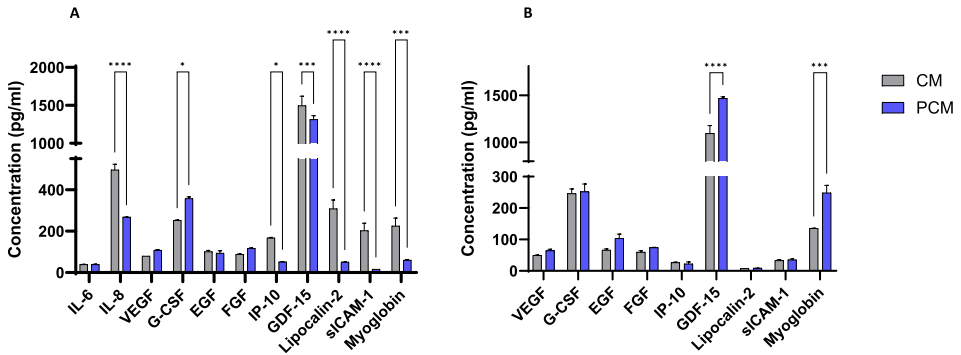 A
Concentration (pg/ml)
2000
1500
1000
400
200
0
**** * * *** **** **** ***
IL-6 IL-8 VEGF G-CSF EGF FGF IP-10 GDF-15 Lipocalin-2 sICAM-1 Myoglobin
B
Concentration (pg/ml)
1500
1000
300
200
100
0
**** ***
VEGF G-CSF EGF FGF IP-10 GDF-15 Lipocalin-2 sICAM-1 Myoglobin
CM
PCM